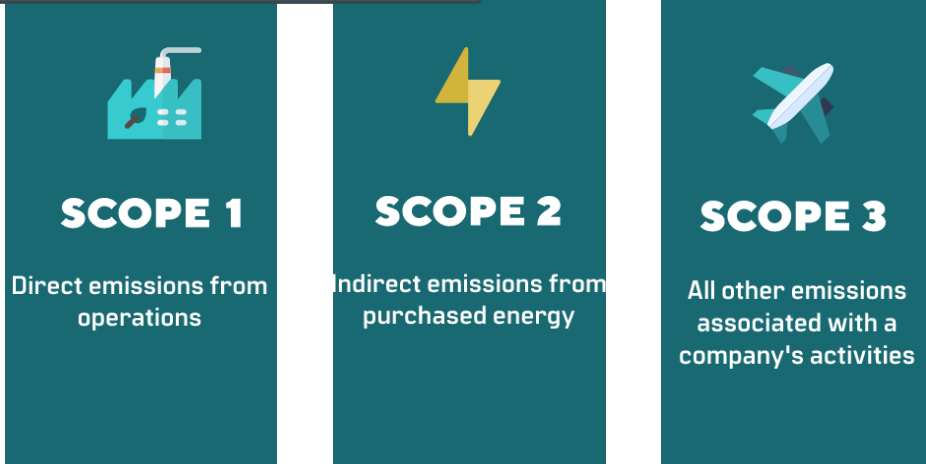 SCOPE 1
Direct emissions from
operations
SCOPE 2
Indirect emissions from
purchased energy
SCOPE 3
All other emissions
associated with a
company's activities